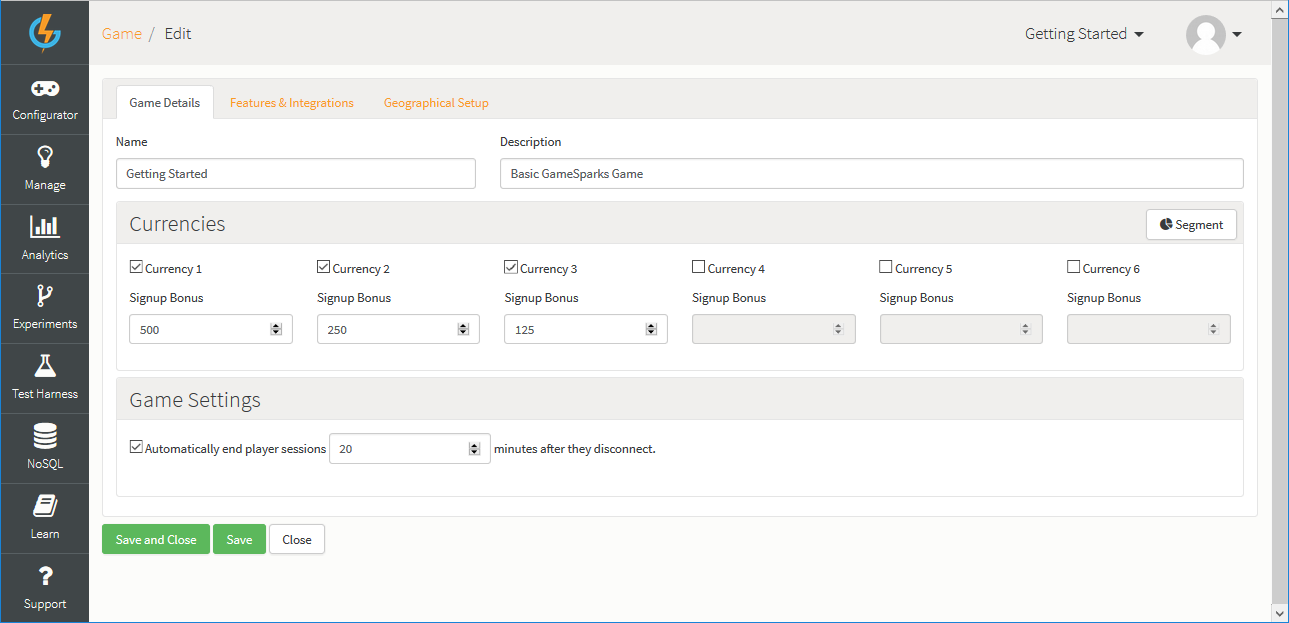 Game / Edit
Getting Started
Configurator
Manage
Analytics
Experiments
Test Harness
NoSQL
Learn
Support
Game Details Features & Integrations Geographical Setup
Name Description
Getting Started Basic GameSparks Game
Currencies Segment
Currency 1 Currency 2 Currency 3 Currency 4 Currency 5 Currency 6
Signup Bonus Signup Bonus Signup Bonus Signup Bonus Signup Bonus Signup Bonus
500 250 125
Game Settings
Automatically end player sessions 20 minutes after they disconnect.
Save and Close Save Close